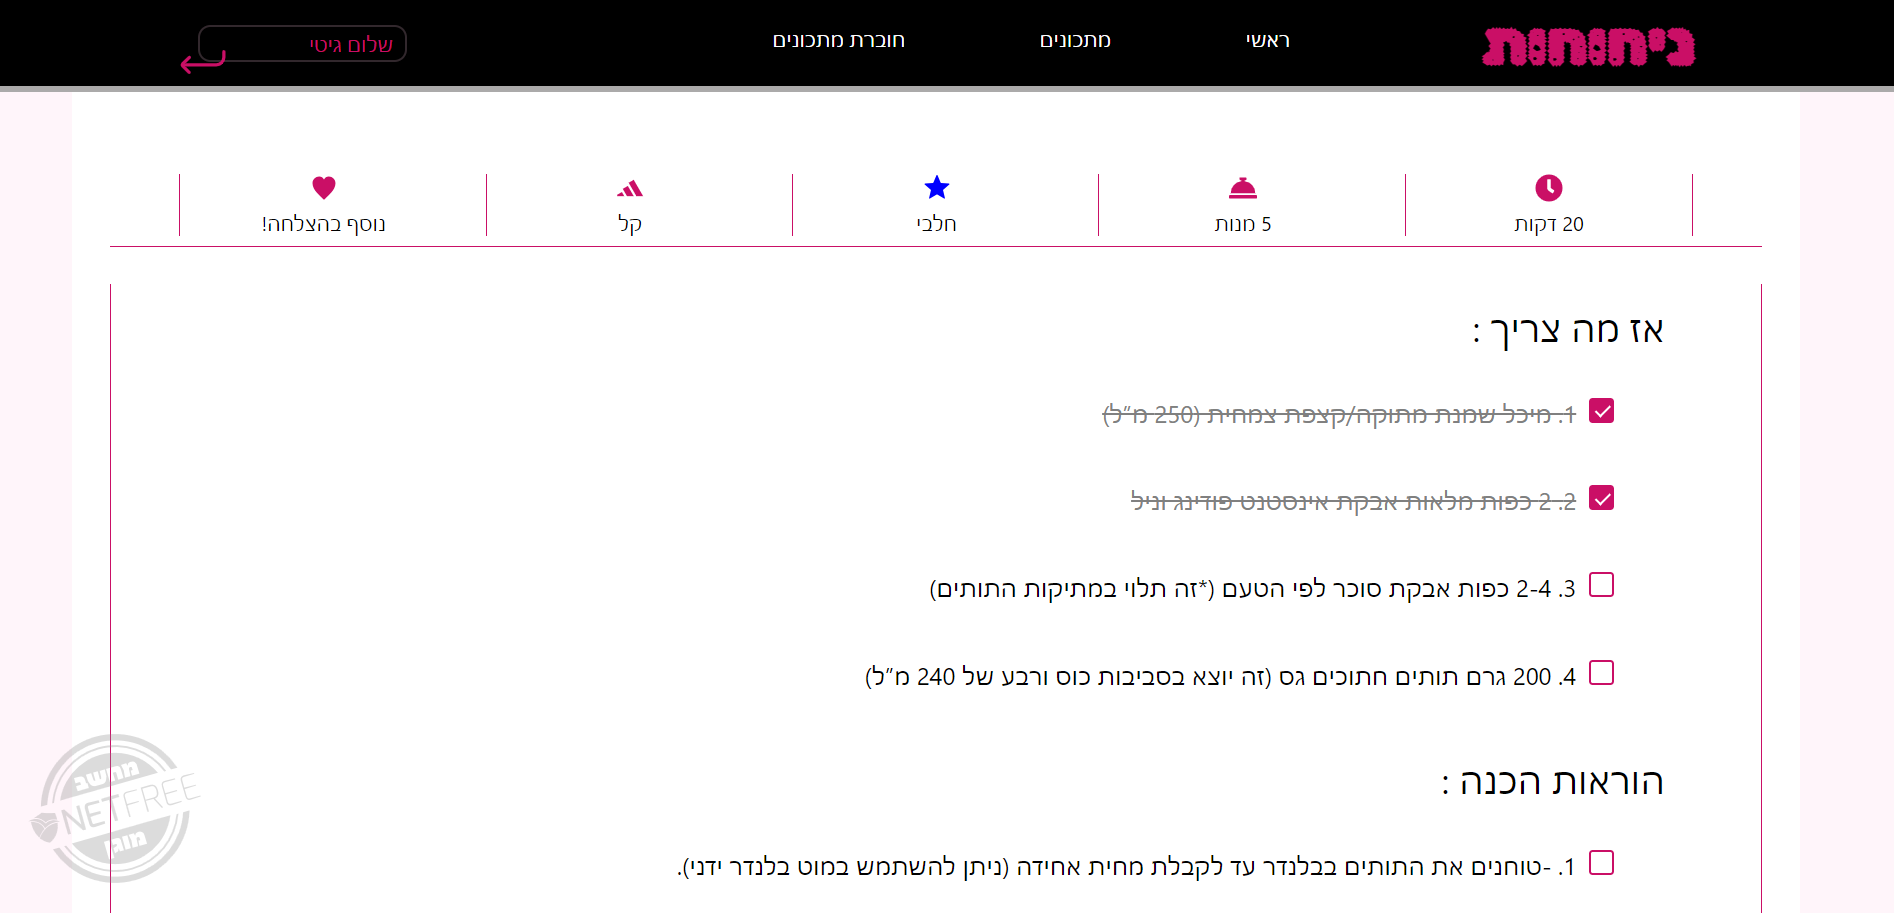 ניחוחות
ראשי
מתכונים
חוברת מתכונים
שלום גיטי
20 דקות
5 מנות
חלבי
קל
נוסף בהצלחה!
אז מה צריך :
1. מיכל שמנת מתוקה/קצפת צמחית (250 מ"ל)
2. 2 כפות מלאות אבקת אינסטנט פודינג וניל
3. 2-4 כפות אבקת סוכר לפי הטעם (*זה תלוי במתיקות התותים)
4. 200 גרם תותים חתוכים גס (זה יוצא בסביבות כוס ורבע של 240 מ"ל)
הוראות הכנה :
1. -טוחנים את התותים בבלנדר עד לקבלת מחית אחידה (ניתן להשתמש במוט בלנדר ידני).
מחשב
NETFREE
מוגן